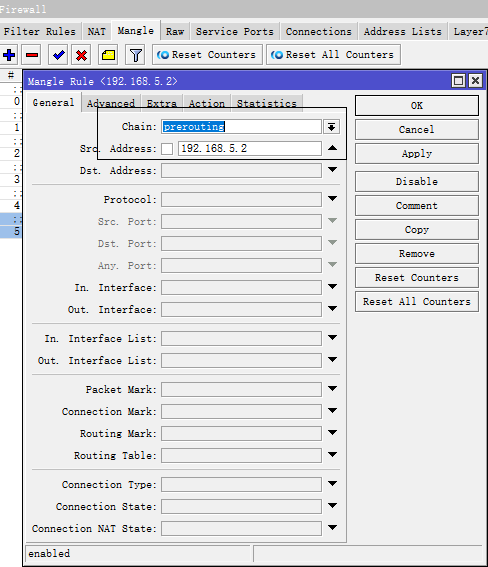 Firewall
Filter Rules NAT Mangle Raw Service Ports Connections Address Lists Layer7
Reset Counters Reset All Counters
#
Mangle Rule <192.168.5.2>
General Advanced Extra Action Statistics
Chain: prerouting
Src. Address: 192.168.5.2
Dst. Address:
Protocol:
Src. Port:
Dst. Port:
Any. Port:
In. Interface:
Out. Interface:
In. Interface List:
Out. Interface List:
Packet Mark:
Connection Mark:
Routing Mark:
Routing Table:
Connection Type:
Connection State:
Connection NAT State:
OK
Cancel
Apply
Disable
Comment
Copy
Remove
Reset Counters
Reset All Counters
::
0
::
1
::
2
::
3
::
4
::
5
enabled